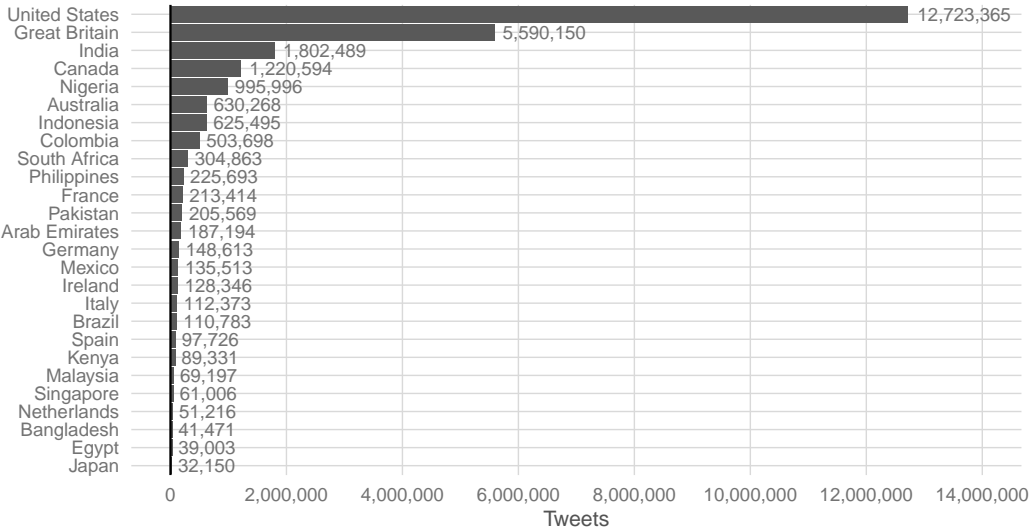 United States 12,723,365
Great Britain 5,590,150
India 1,802,489
Canada 1,220,594
Nigeria 995,996
Australia 630,268
Indonesia 625,495
Colombia 503,698
South Africa 304,863
Philippines 225,693
France 213,414
Pakistan 205,569
Arab Emirates 187,194
Germany 148,613
Mexico 135,513
Ireland 128,346
Italy 112,373
Brazil 110,783
Spain 97,726
Kenya 89,331
Malaysia 69,197
Singapore 61,006
Netherlands 51,216
Bangladesh 41,471
Egypt 39,003
Japan 32,150
0 2,000,000 4,000,000 6,000,000 8,000,000 10,000,000 12,000,000 14,000,000
Tweets